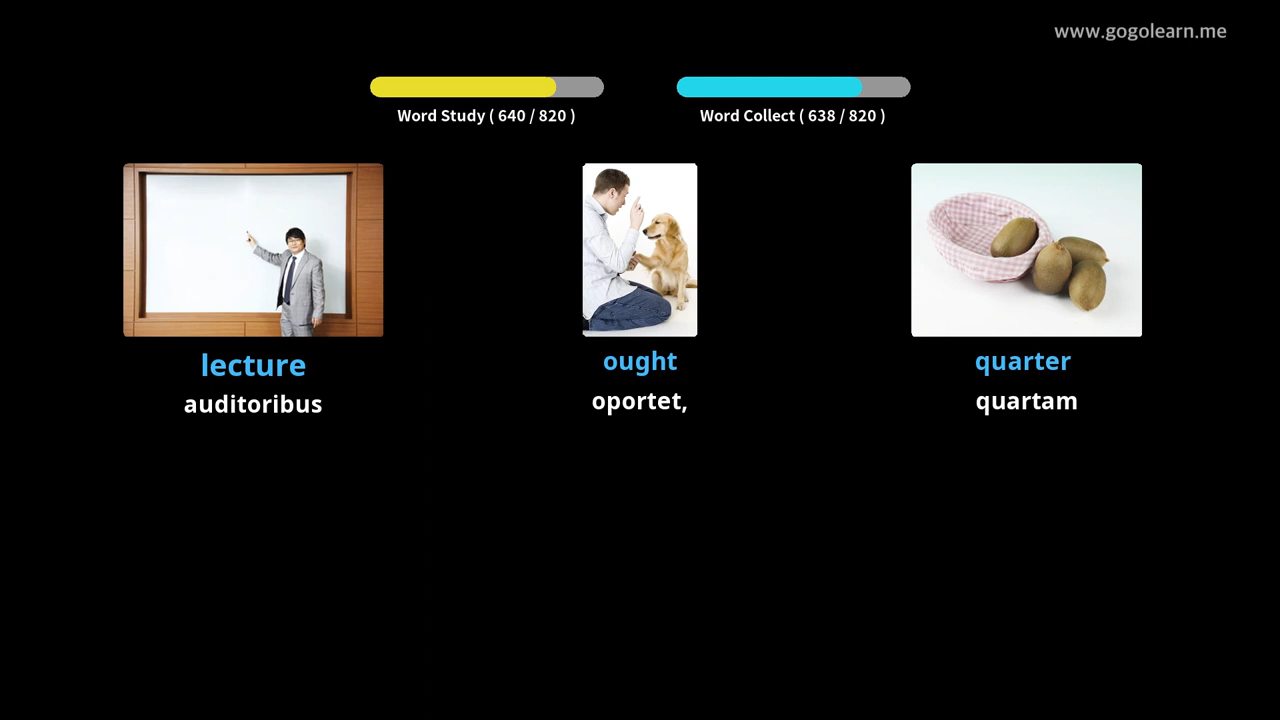 www.gogolearn.me
Word Study ( 640 / 820 )
Word Collect ( 638 / 820 )
lecture
auditoribus
ought
oportet,
quarter
quartam